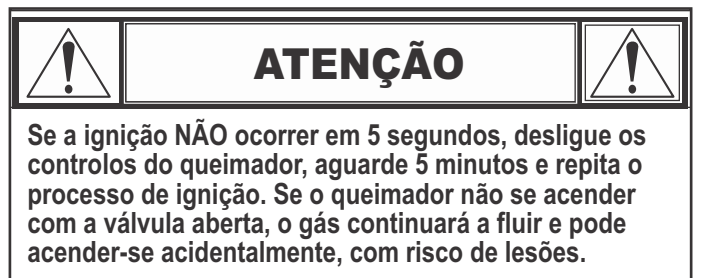 ATENÇÃO
Se a ignição NÃO ocorrer em 5 segundos, desligue os
controlos do queimador, aguarde 5 minutos e repita o
processo de ignição. Se o queimador não se acender
com a válvula aberta, o gás continuará a fluir e pode
acender-se acidentalmente, com risco de lesões.